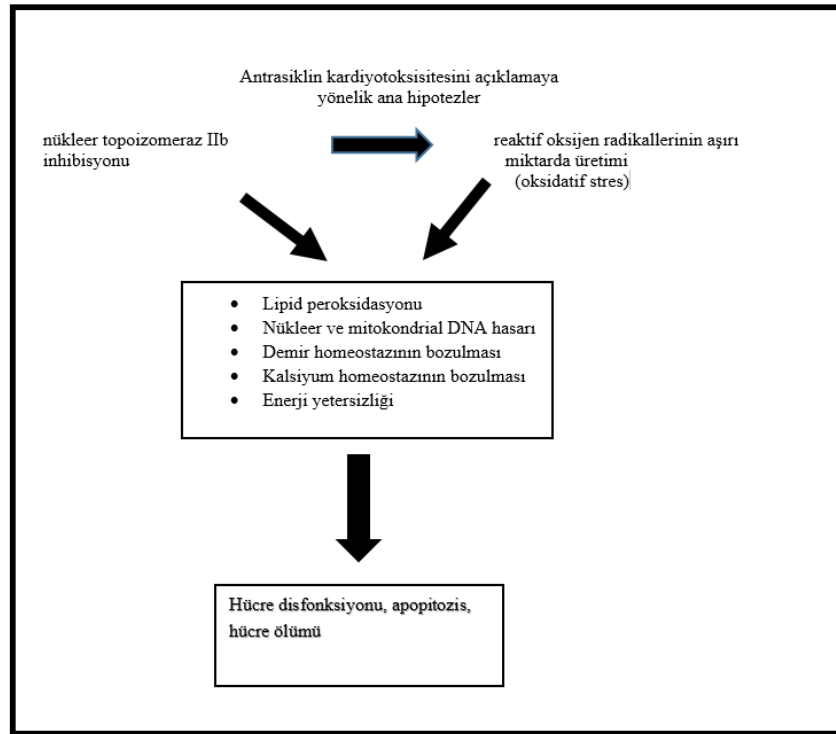 Antrasiklin kardiyotoksisitesini açıklamaya
yönelik ana hipotezler
nükleer topoizomeraz IIb
inhibisyonu
reaktif oksijen radikallerinin aşırı
miktarda üretimi
(oksidatif stres)
• Lipid peroksidasyonu
• Nükleer ve mitokondrial DNA hasarı
• Demir homeostazının bozulması
• Kalsiyum homeostazının bozulması
• Enerji yetersizliği
Hücre disfonksiyonu, apopitozis,
hücre ölümü